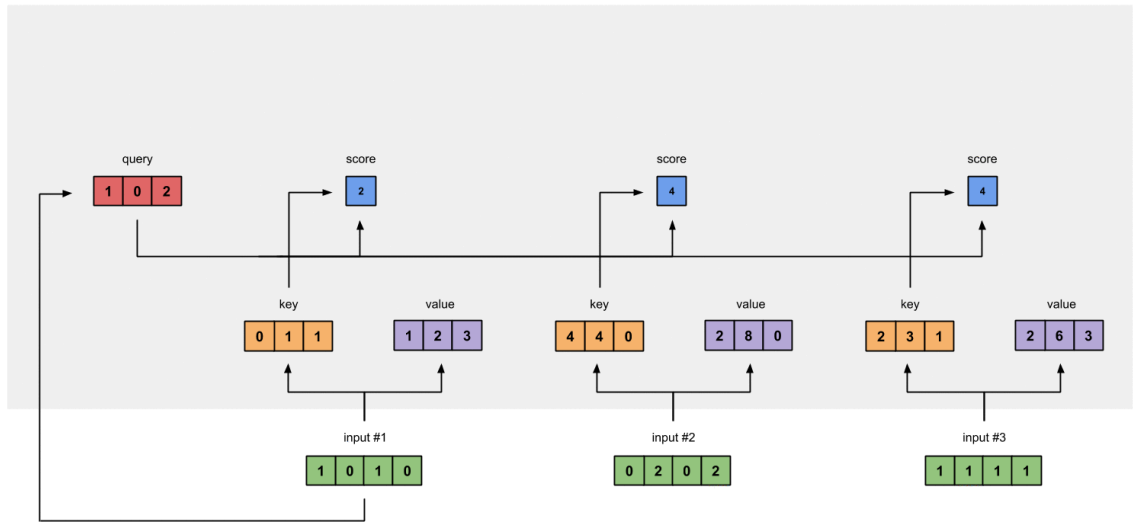 query score score score
1 0 2 2 4 4
key value key value key value
0 1 1 1 2 3 4 4 0 2 8 0 2 3 1 2 6 3
input #1 input #2 input #3
1 0 1 0 0 2 0 2 1 1 1 1